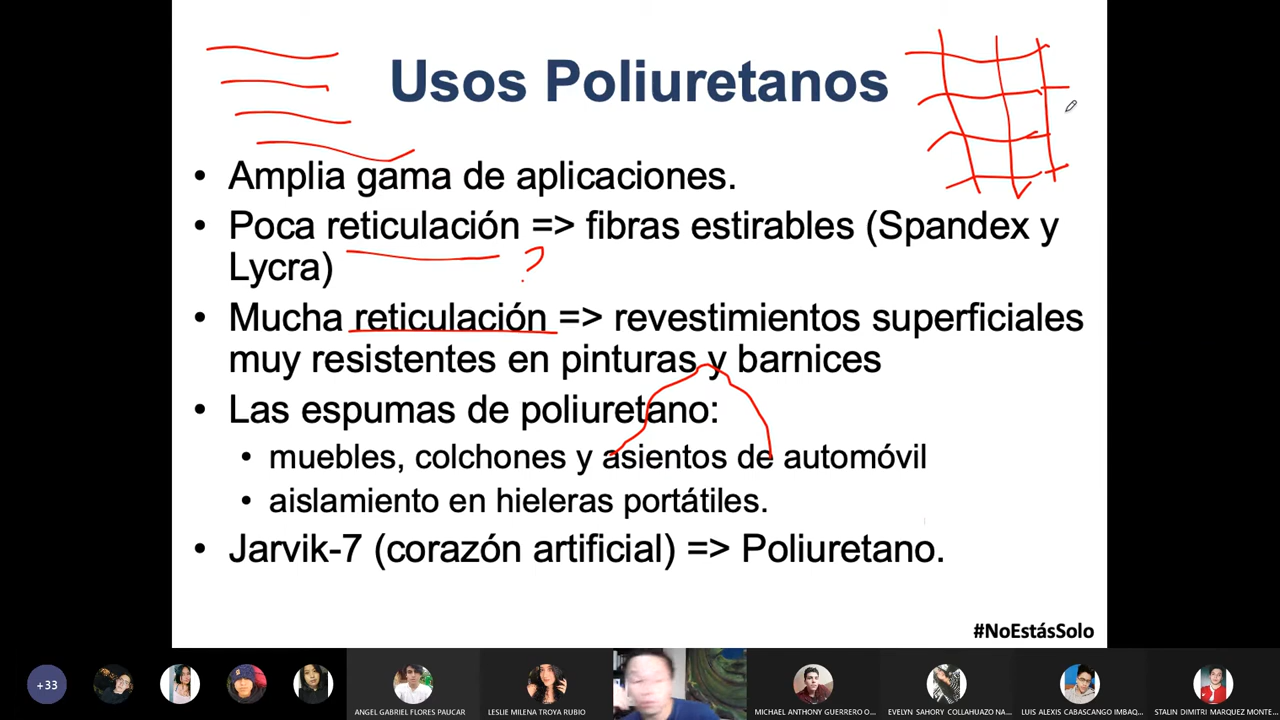 Usos Poliuretanos
• Amplia gama de aplicaciones.
• Poca reticulación => fibras estirables (Spandex y
Lycra)
?
• Mucha reticulación => revestimientos superficiales
muy resistentes en pinturas y barnices
• Las espumas de poliuretano:
• muebles, colchones y asientos de automóvil
• aislamiento en hieleras portátiles.
• Jarvik-7 (corazón artificial) => Poliuretano.
#NoEstásSolo
+33
ANGEL GABRIEL FLORES PAUCAR
LESLIE MILENA TROYA RUBIO
MICHAEL ANTHONY GUERRERO O...
EVELYN SAHORY COLLAHUAZO NA...
LUIS ALEXIS CABASCANGO IMBAQ...
STALIN DIMITRI MARQUEZ MONTE...